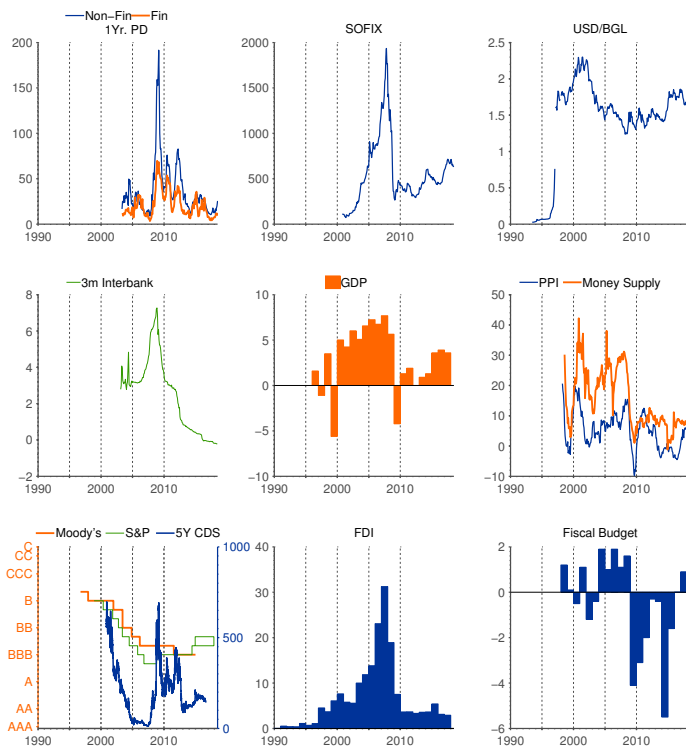 Non−Fin Fin
1Yr. PD
200
150
100
50
0
1990 2000 2010
SOFIX
2000
1500
1000
500
0
1990 2000 2010
USD/BGL
2.5
2
1.5
1
0.5
0
1990 2000 2010
3m Interbank
8
6
4
2
0
−2
1990 2000 2010
GDP
10
5
0
−5
−10
1990 2000 2010
PPI Money Supply
50
40
30
20
10
0
−10
1990 2000 2010
Moody's S&P 5Y CDS
C
CC
CCC
B
BB
BBB
A
AA
AAA
1000
500
0
1990 2000 2010
FDI
40
30
20
10
0
1990 2000 2010
Fiscal Budget
2
0
−2
−4
−6
1990 2000 2010